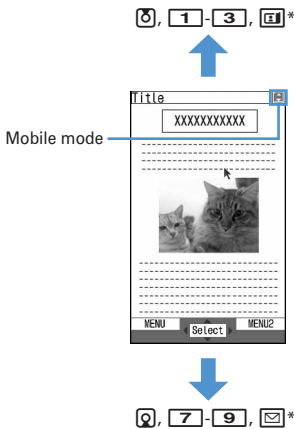 , 1-3, *
Title
XXXXXXXXXXX
Mobile mode
MENU Select MENU2
, 7-9, *